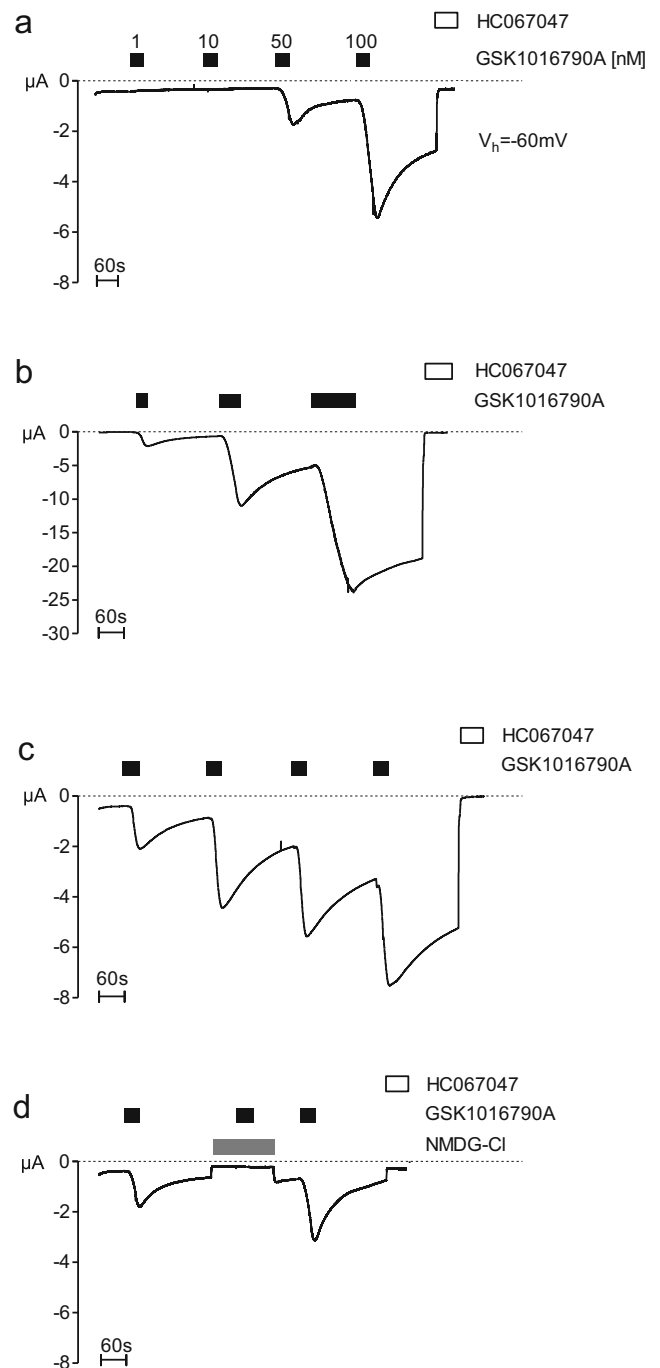 a
HC067047
1 10 50 100
GSK1016790A [nM]
µA
0
-2
-4
-6
-8
Vₕ=-60mV
60s
b
HC067047
GSK1016790A
µA
0
-5
-10
-15
-20
-25
-30
60s
c
HC067047
GSK1016790A
µA
0
-2
-4
-6
-8
60s
d
HC067047
GSK1016790A
NMDG-Cl
µA
0
-2
-4
-6
-8
60s